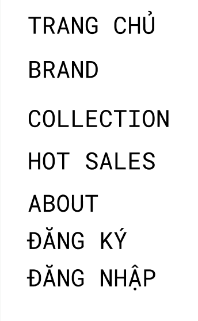 TRANG CHỦ
BRAND
COLLECTION
HOT SALES
ABOUT
ĐĂNG KÝ
ĐĂNG NHẬP